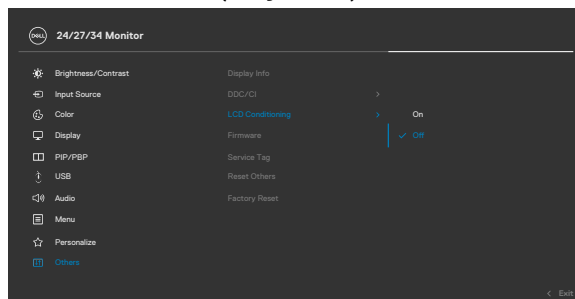 DELL 24/27/34 Monitor
Brightness/Contrast Display Info
Input Source DDC/CI >
Color LCD Conditioning > On
Display Firmware ✓ Off
PIP/PBP Service Tag
USB Reset Others
Audio Factory Reset
Menu
Personalize
Others
< Exit